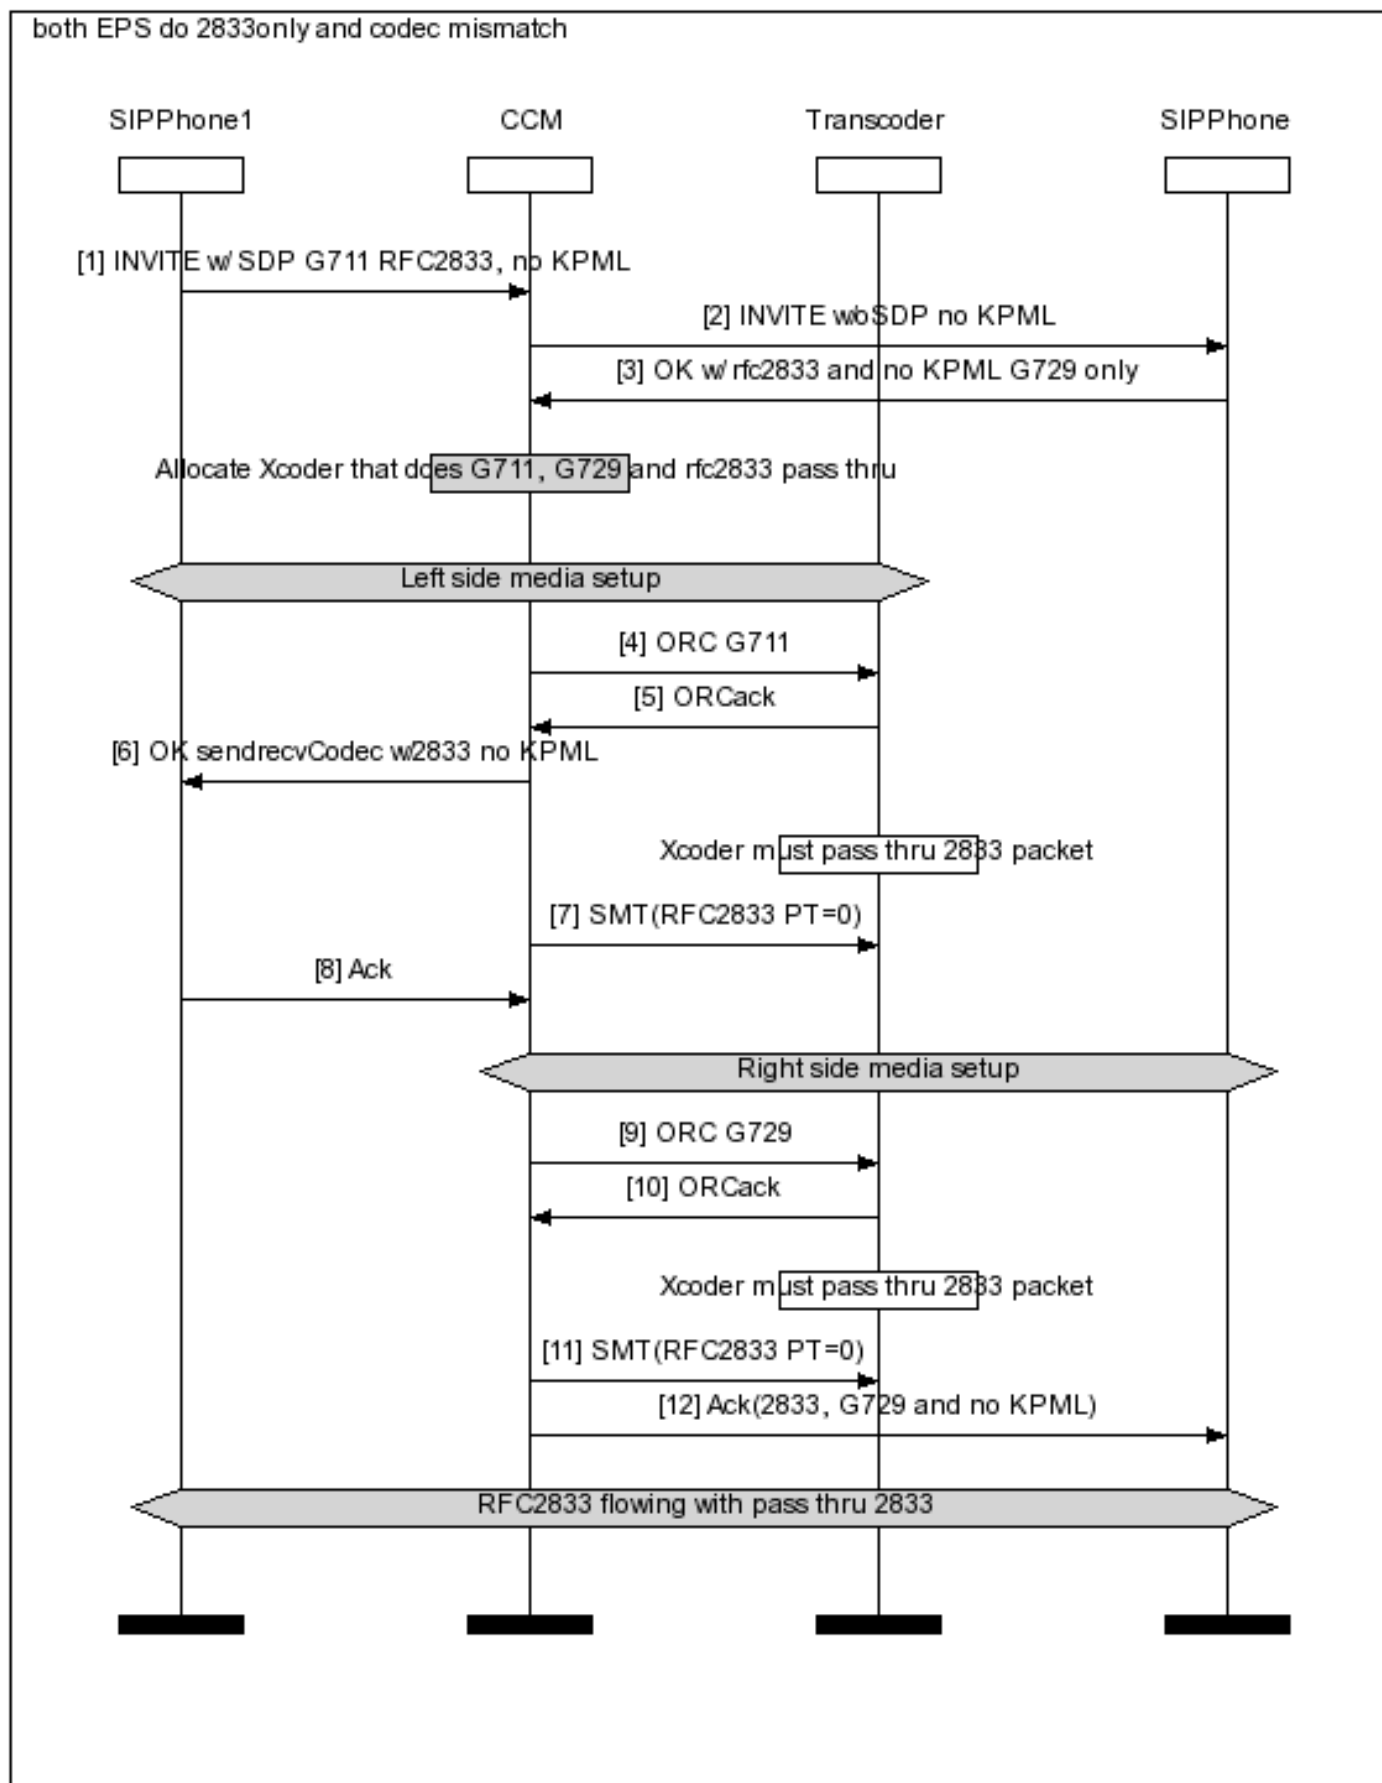 both EPS do 2833only and codec mismatch
SIPPhone1 CCM Transcoder SIPPhone
[1] INVITE w/ SDP G711 RFC2833, no KPML
[2] INVITE w/oSDP no KPML
[3] OK w/ rfc2833 and no KPML G729 only
Allocate Xcoder that does G711, G729 and rfc2833 pass thru
Left side media setup
[4] ORC G711
[5] ORCack
[6] OK sendrecvCodec w/2833 no KPML
Xcoder must pass thru 2833 packet
[7] SMT(RFC2833 PT=0)
[8] Ack
Right side media setup
[9] ORC G729
[10] ORCack
Xcoder must pass thru 2833 packet
[11] SMT(RFC2833 PT=0)
[12] Ack(2833, G729 and no KPML)
RFC2833 flowing with pass thru 2833